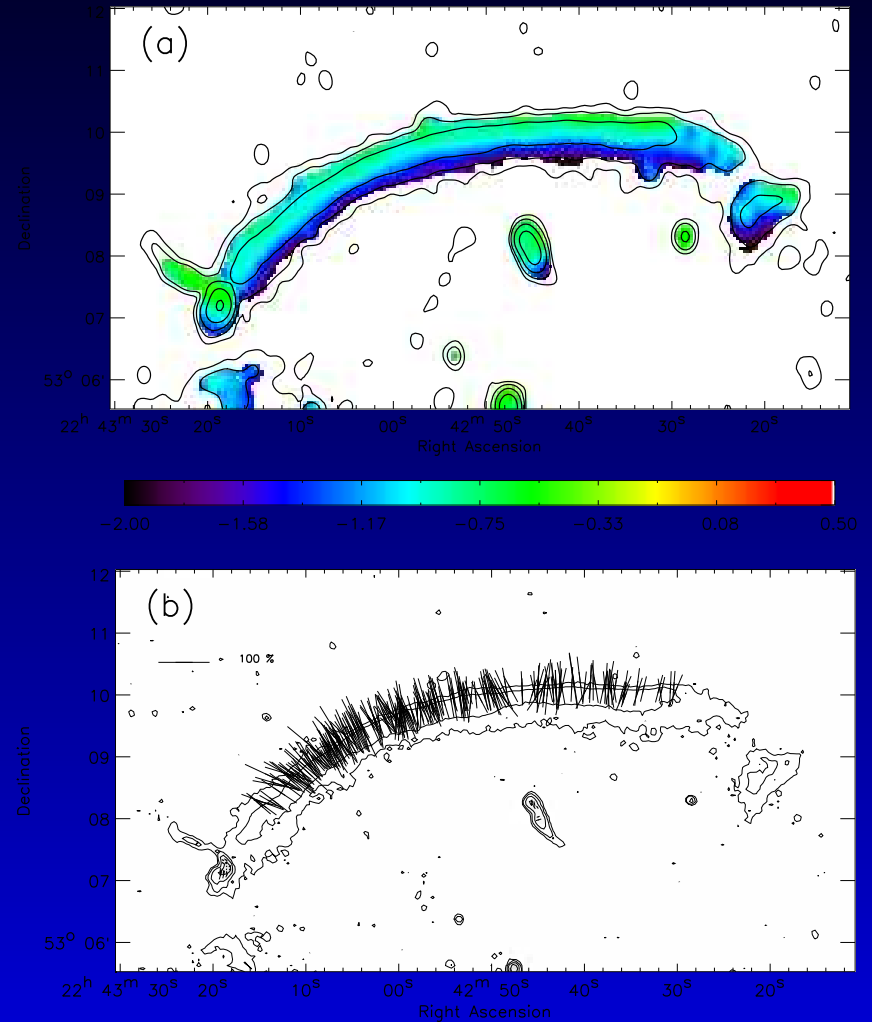 (a)
12
11
10
09
08
07
53° 06'
Declination
22h 43m 30s 20s 10s 00s 42m 50s 40s 30s 20s
Right Ascension
−2.00 −1.58 −1.17 −0.75 −0.33 0.08 0.50
(b)
12
11
100 %
10
09
08
07
53° 06'
Declination
22h 43m 30s 20s 10s 00s 42m 50s 40s 30s 20s
Right Ascension